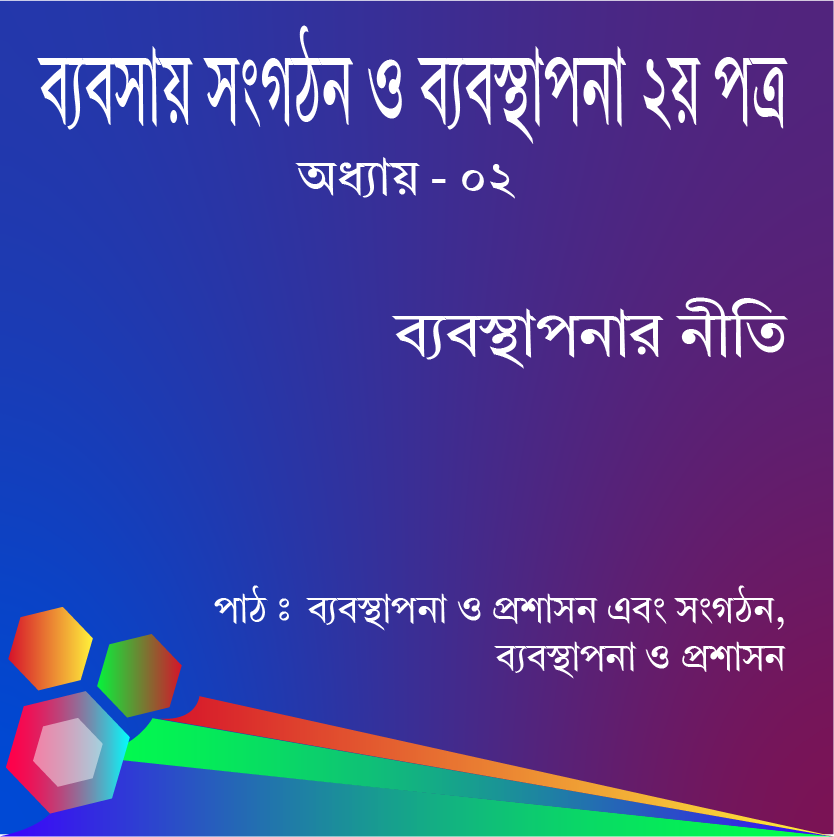 ব্যবসায় সংগঠন ও ব্যবস্থাপনা ২য় পত্র
অধ্যায় - ০২
ব্যবস্থাপনার নীতি
পাঠ ঃ ব্যবস্থাপনা ও প্রশাসন এবং সংগঠন,
ব্যবস্থাপনা ও প্রশাসন